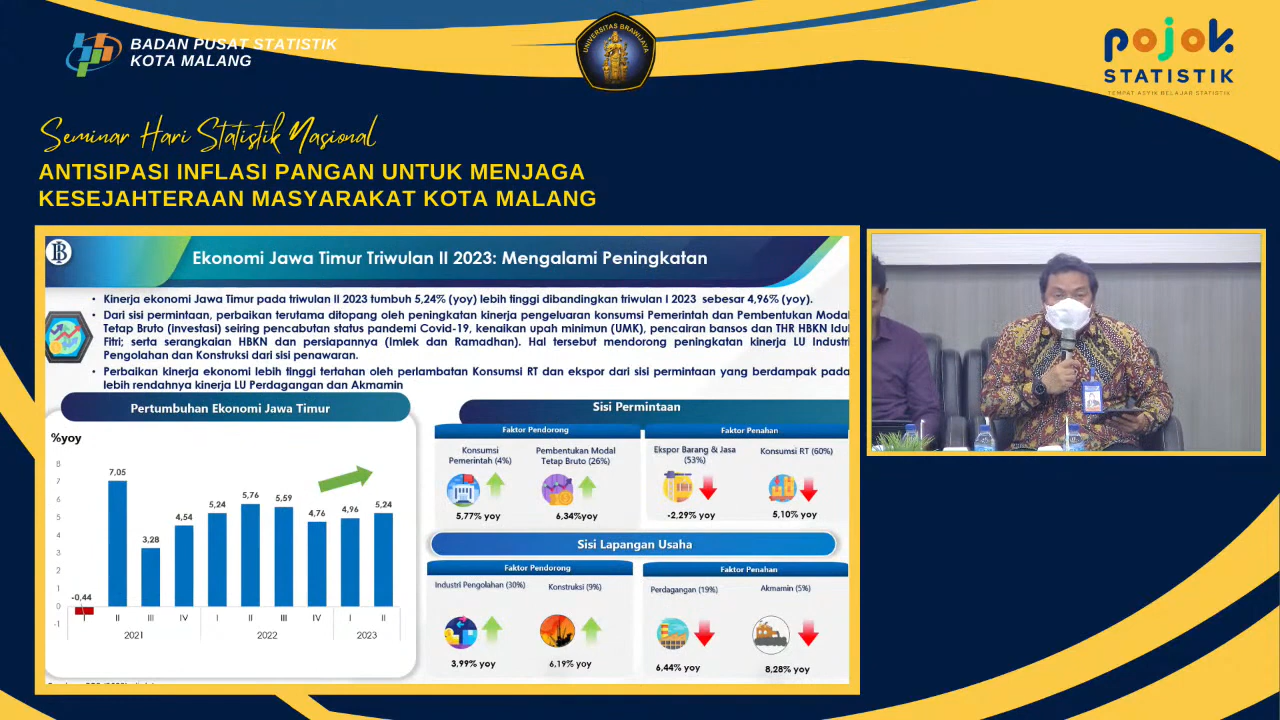 BADAN PUSAT STATISTIK
KOTA MALANG
UNIVERSITAS BRAWIJAYA
pojok
STATISTIK
TEMPAT ASYIK BELAJAR STATISTIK
Seminar Hari Statistik Nasional
ANTISIPASI INFLASI PANGAN UNTUK MENJAGA
KESEJAHTERAAN MASYARAKAT KOTA MALANG
Ekonomi Jawa Timur Triwulan II 2023: Mengalami Peningkatan
• Kinerja ekonomi Jawa Timur pada triwulan II 2023 tumbuh 5,24% (yoy) lebih tinggi dibandingkan triwulan I 2023 sebesar 4,96% (yoy).
• Dari sisi permintaan, perbaikan terutama ditopang oleh peningkatan kinerja pengeluaran konsumsi Pemerintah dan Pembentukan Modal
Tetap Bruto (investasi) seiring pencabutan status pandemi Covid-19, kenaikan upah minimun (UMK), pencairan bansos dan THR HBKN Idul
Fitri; serta serangkaian HBKN dan persiapannya (Imlek dan Ramadhan). Hal tersebut mendorong peningkatan kinerja LU Industri
Pengolahan dan Konstruksi dari sisi penawaran.
• Perbaikan kinerja ekonomi lebih tinggi tertahan oleh perlambatan Konsumsi RT dan ekspor dari sisi permintaan yang berdampak pada
lebih rendahnya kinerja LU Perdagangan dan Akmamin
Pertumbuhan Ekonomi Jawa Timur
%yoy
8
7
6
5
4
3
2
1
0
-1
-0,44
7,05
3,28
4,54
5,24
5,76
5,59
4,76
4,96
5,24
I II III IV I II III IV I II
2021 2022 2023
Sisi Permintaan
Faktor Pendorong
Faktor Penahan
Konsumsi
Pemerintah (4%)
Pembentukan Modal
Tetap Bruto (26%)
Ekspor Barang & Jasa
(53%)
Konsumsi RT (60%)
5,77% yoy
6,34%yoy
-2,29% yoy
5,10% yoy
Sisi Lapangan Usaha
Faktor Pendorong
Faktor Penahan
Industri Pengolahan (30%)
Konstruksi (9%)
Perdagangan (19%)
Akmamin (5%)
3,99% yoy
6,19% yoy
6,44% yoy
8,28% yoy